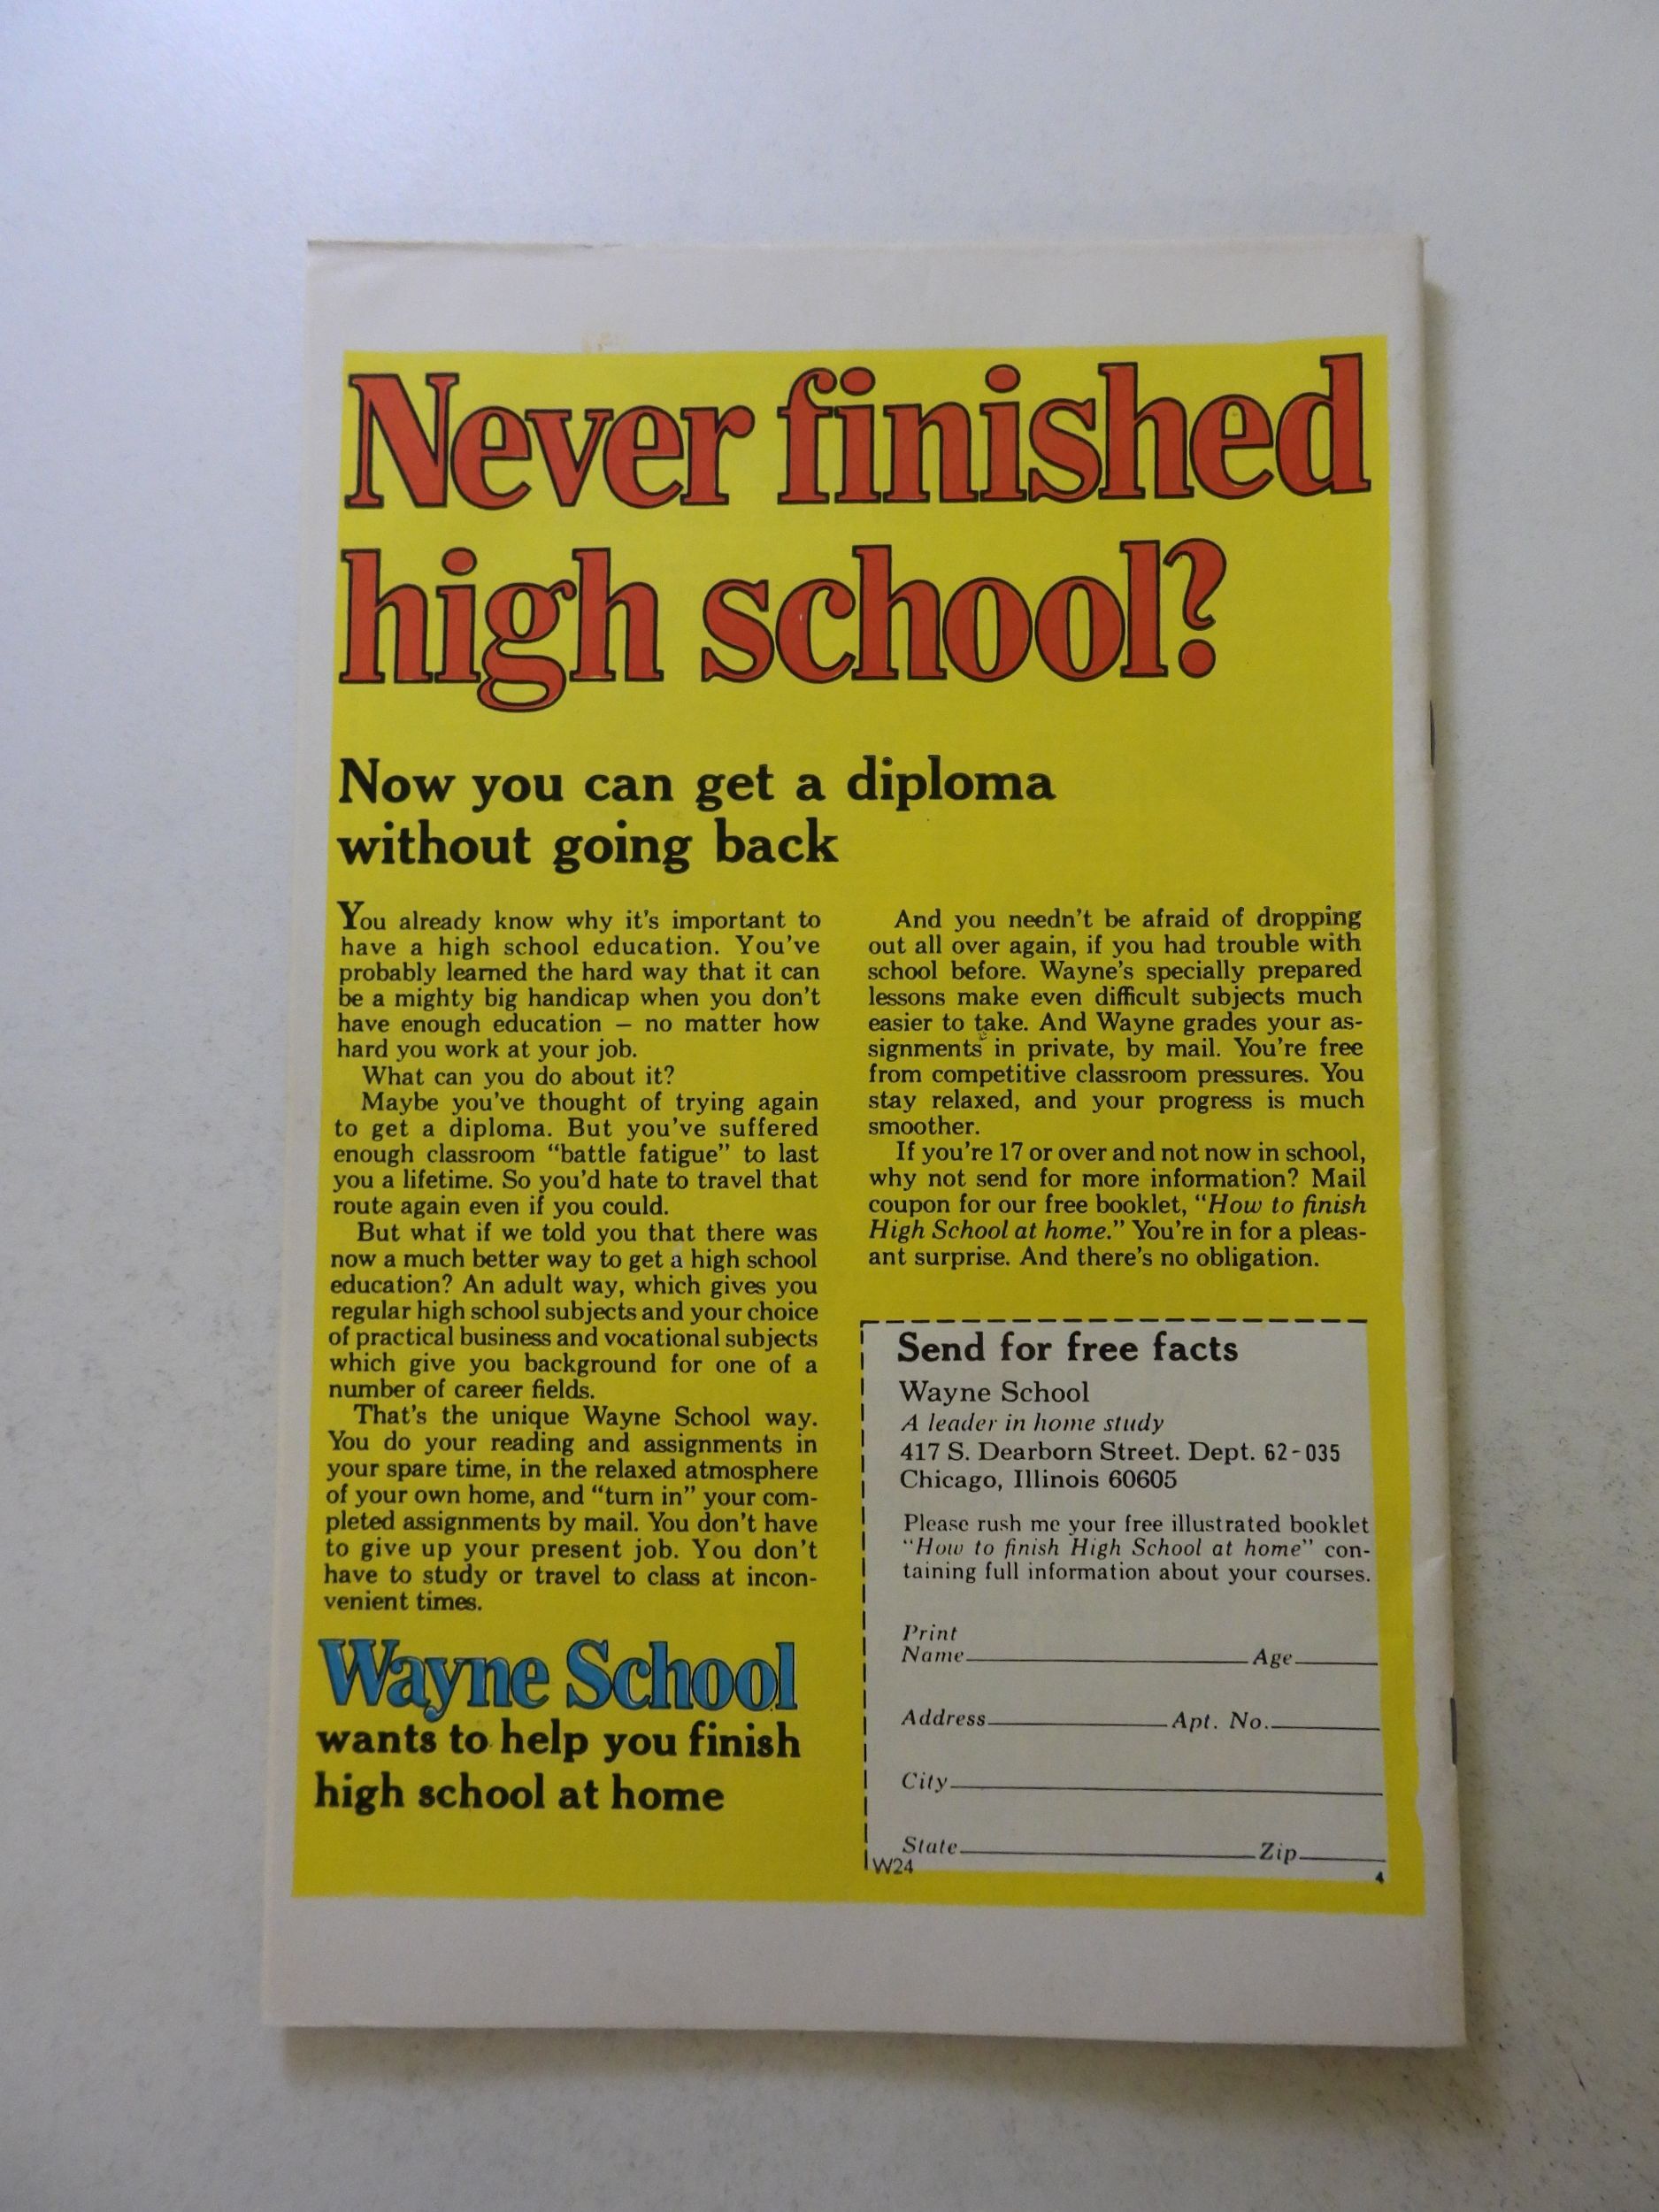 Never finished
high school?
Now you can get a diploma
without going back
You already know why it's important to
have a high school education. You've
probably learned the hard way that it can
be a mighty big handicap when you don't
have enough education – no matter how
hard you work at your job.
What can you do about it?
Maybe you've thought of trying again
to get a diploma. But you've suffered
enough classroom “battle fatigue” to last
you a lifetime. So you'd hate to travel that
route again even if you could.
But what if we told you that there was
now a much better way to get a high school
education? An adult way, which gives you
regular high school subjects and your choice
of practical business and vocational subjects
which give you background for one of a
number of career fields.
That's the unique Wayne School way.
You do your reading and assignments in
your spare time, in the relaxed atmosphere
of your own home, and “turn in” your com-
pleted assignments by mail. You don't have
to give up your present job. You don't
have to study or travel to class at incon-
venient times.
Wayne School
wants to help you finish
high school at home
And you needn't be afraid of dropping
out all over again, if you had trouble with
school before. Wayne's specially prepared
lessons make even difficult subjects much
easier to take. And Wayne grades your as-
signments in private, by mail. You're free
from competitive classroom pressures. You
stay relaxed, and your progress is much
smoother.
If you're 17 or over and not now in school,
why not send for more information? Mail
coupon for our free booklet, “How to finish
High School at home.” You're in for a pleas-
ant surprise. And there's no obligation.
Send for free facts
Wayne School
A leader in home study
417 S. Dearborn Street. Dept. 62-035
Chicago, Illinois 60605
Please rush me your free illustrated booklet
“How to finish High School at home” con-
taining full information about your courses.
Print
Name Age
Address Apt. No.
City
State Zip
W24 4